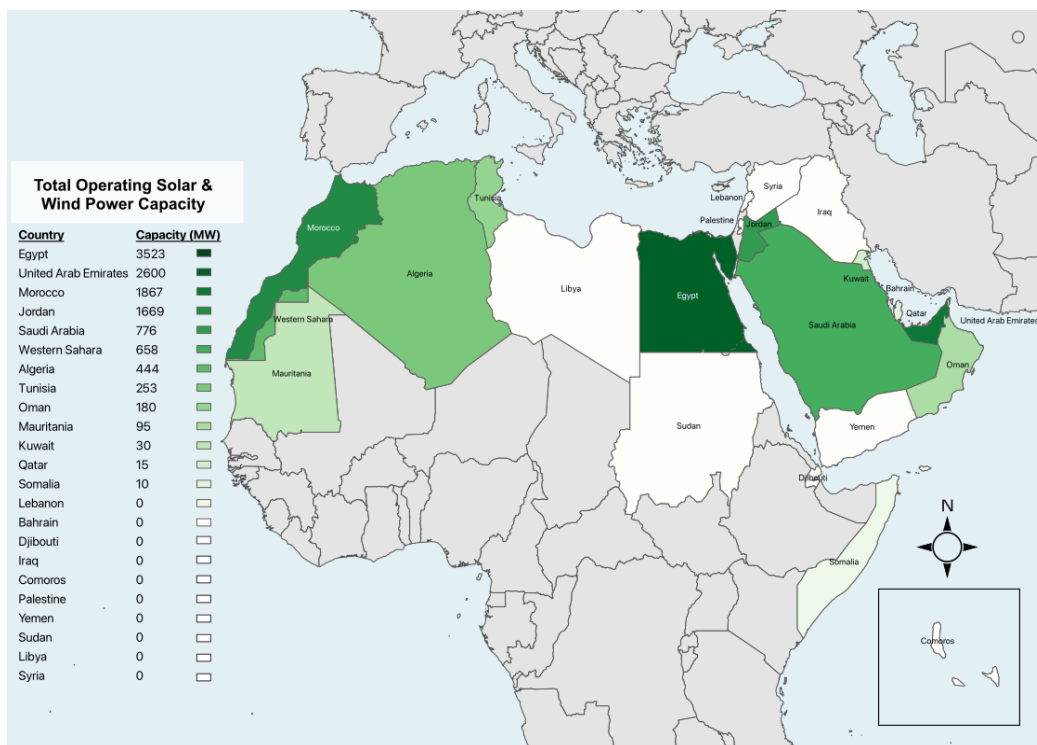 Total Operating Solar &
Wind Power Capacity
Country Capacity (MW)
Egypt 3523
United Arab Emirates 2600
Morocco 1867
Jordan 1669
Saudi Arabia 776
Western Sahara 658
Algeria 444
Tunisia 253
Oman 180
Mauritania 95
Kuwait 30
Qatar 15
Somalia 10
Lebanon 0
Bahrain 0
Djibouti 0
Iraq 0
Comoros 0
Palestine 0
Yemen 0
Sudan 0
Libya 0
Syria 0
Syria
Tunisia
Lebanon
Iraq
Palestine
Jordan
Morocco
Algeria
Kuwait
Libya
Bahrain
Egypt
Qatar
United Arab Emirates
Western Sahara
Saudi Arabia
Oman
Mauritania
Sudan
Yemen
Djibouti
N
Somalia
Comoros